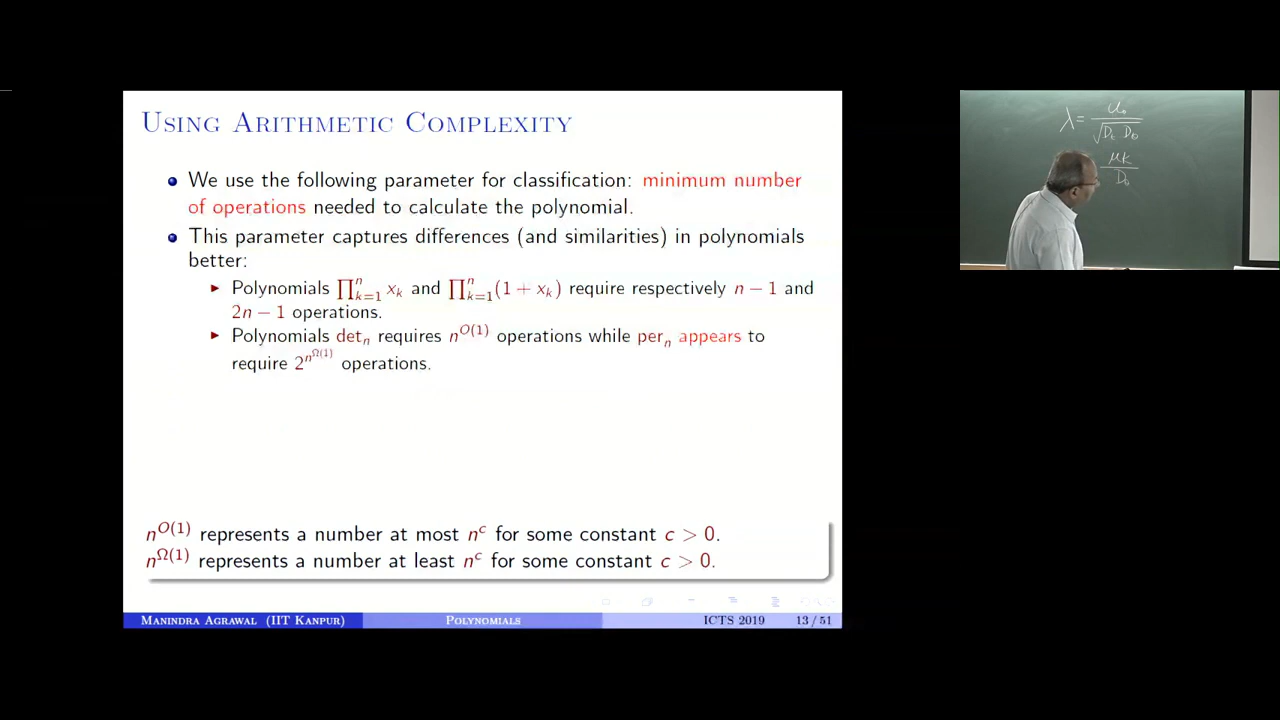 USING ARITHMETIC COMPLEXITY
We use the following parameter for classification: minimum number
of operations needed to calculate the polynomial.
This parameter captures differences (and similarities) in polynomials
better:
Polynomials ∏ₖ₌₁ⁿ xₖ and ∏ₖ₌₁ⁿ(1 + xₖ) require respectively n − 1 and
2n − 1 operations.
Polynomials detₙ requires n^{O(1)} operations while perₙ appears to
require 2^{n^{Ω(1)}} operations.
n^{O(1)} represents a number at most n^c for some constant c > 0.
n^{Ω(1)} represents a number at least n^c for some constant c > 0.
MANINDRA AGRAWAL (IIT KANPUR) POLYNOMIALS ICTS 2019 13 / 51
λ =